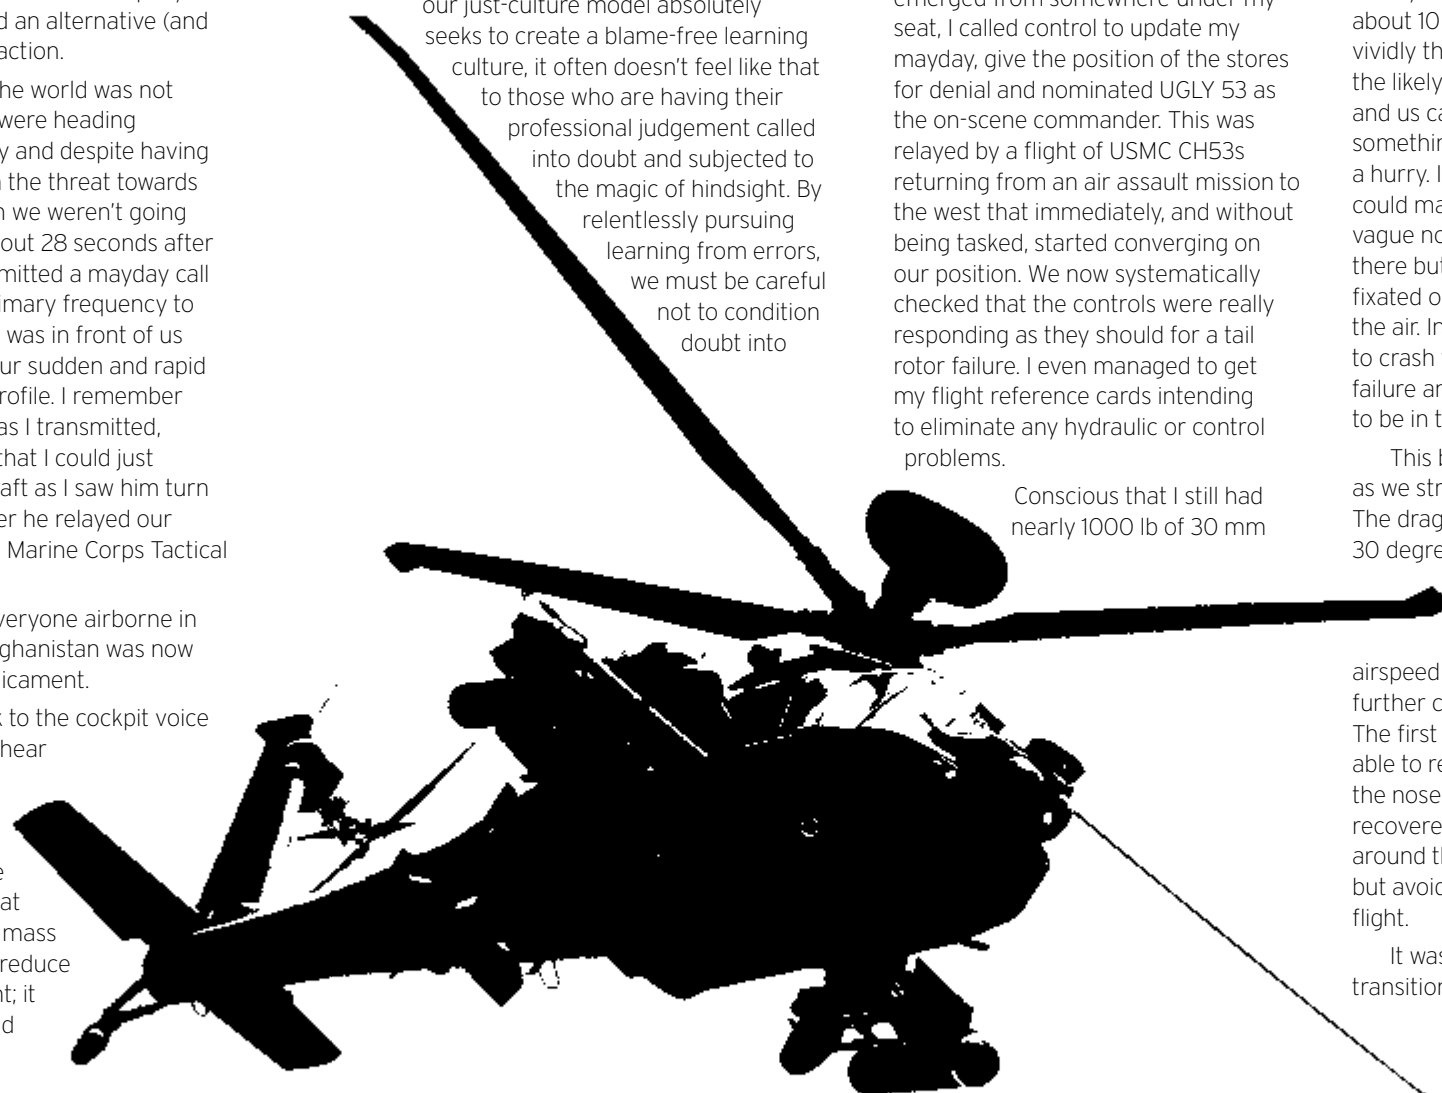 d an alternative (and
action.
he world was not
were heading
y and despite having
the threat towards
we weren't going
out 28 seconds after
mitted a mayday call
imary frequency to
was in front of us
ur sudden and rapid
rofile. I remember
as I transmitted,
that I could just
aft as I saw him turn
er he relayed our
Marine Corps Tactical
veryone airborne in
ghanistan was now
icament.
k to the cockpit voice
hear
e
at
mass
reduce
nt; it
d
our just-culture model absolutely
seeks to create a blame-free learning
culture, it often doesn't feel like that
to those who are having their
professional judgement called
into doubt and subjected to
the magic of hindsight. By
relentlessly pursuing
learning from errors,
we must be careful
not to condition
doubt into
emerged from somewhere under my
seat, I called control to update my
mayday, give the position of the stores
for denial and nominated UGLY 53 as
the on-scene commander. This was
relayed by a flight of USMC CH53s
returning from an air assault mission to
the west that immediately, and without
being tasked, started converging on
our position. We now systematically
checked that the controls were really
responding as they should for a tail
rotor failure. I even managed to get
my flight reference cards intending
to eliminate any hydraulic or control
problems.
Conscious that I still had
nearly 1000 lb of 30 mm
about 10
vividly th
the likely
and us ca
somethin
a hurry. I
could ma
vague no
there but
fixated o
the air. In
to crash
failure an
to be in t
This b
as we str
The drag
30 degre
airspeed
further c
The first
able to re
the nose
recovere
around th
but avoid
flight.
It was
transition